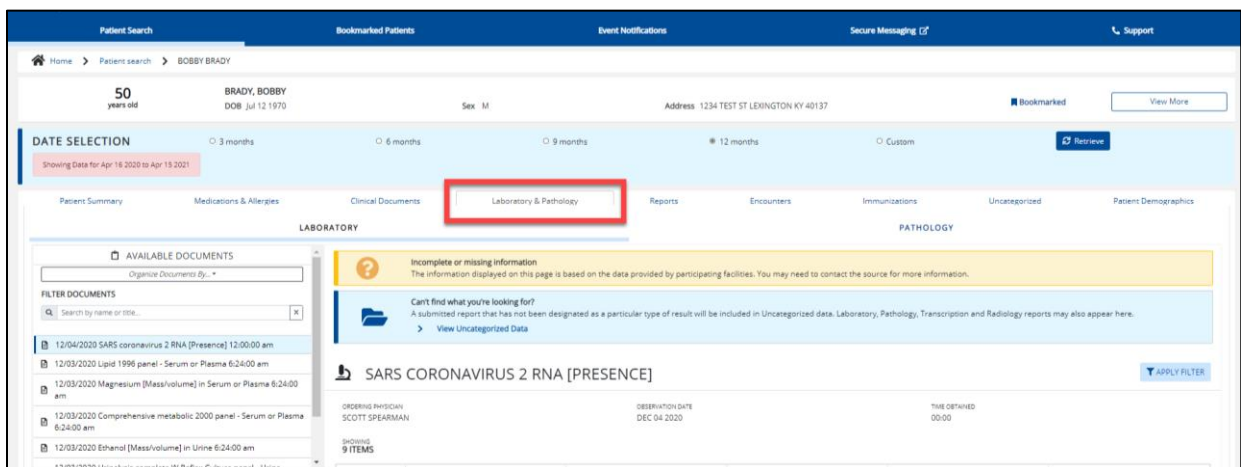 Patient Search Bookmarked Patients Event Notifications Secure Messaging Support
Home > Patient search > BOBBY BRADY
50
years old
BRADY, BOBBY
DOB Jul 12 1970
Sex M
Address 1234 TEST ST LEXINGTON KY 40137
Bookmarked
View More
DATE SELECTION
3 months 6 months 9 months 12 months Custom
Retrieve
Showing Data for Apr 16 2020 to Apr 15 2021
Patient Summary Medications & Allergies Clinical Documents Laboratory & Pathology Reports Encounters Immunizations Uncategorized Patient Demographics
LABORATORY PATHOLOGY
AVAILABLE DOCUMENTS
Organize Documents By...
FILTER DOCUMENTS
Search by name or title...
x
12/04/2020 SARS coronavirus 2 RNA [Presence] 12:00:00 am
12/03/2020 Lipid 1996 panel - Serum or Plasma 6:24:00 am
12/03/2020 Magnesium [Mass/volume] in Serum or Plasma 6:24:00
am
12/03/2020 Comprehensive metabolic 2000 panel - Serum or Plasma
6:24:00 am
12/03/2020 Ethanol [Mass/volume] in Urine 6:24:00 am
Incomplete or missing information
The information displayed on this page is based on the data provided by participating facilities. You may need to contact the source for more information.
Can't find what you're looking for?
A submitted report that has not been designated as a particular type of result will be included in Uncategorized data. Laboratory, Pathology, Transcription and Radiology reports may also appear here.
> View Uncategorized Data
SARS CORONAVIRUS 2 RNA [PRESENCE]
APPLY FILTER
ORDERING PHYSICIAN
SCOTT SPEARMAN
OBSERVATION DATE
DEC 04 2020
TIME OBTAINED
00:00
SHOWING
9 ITEMS